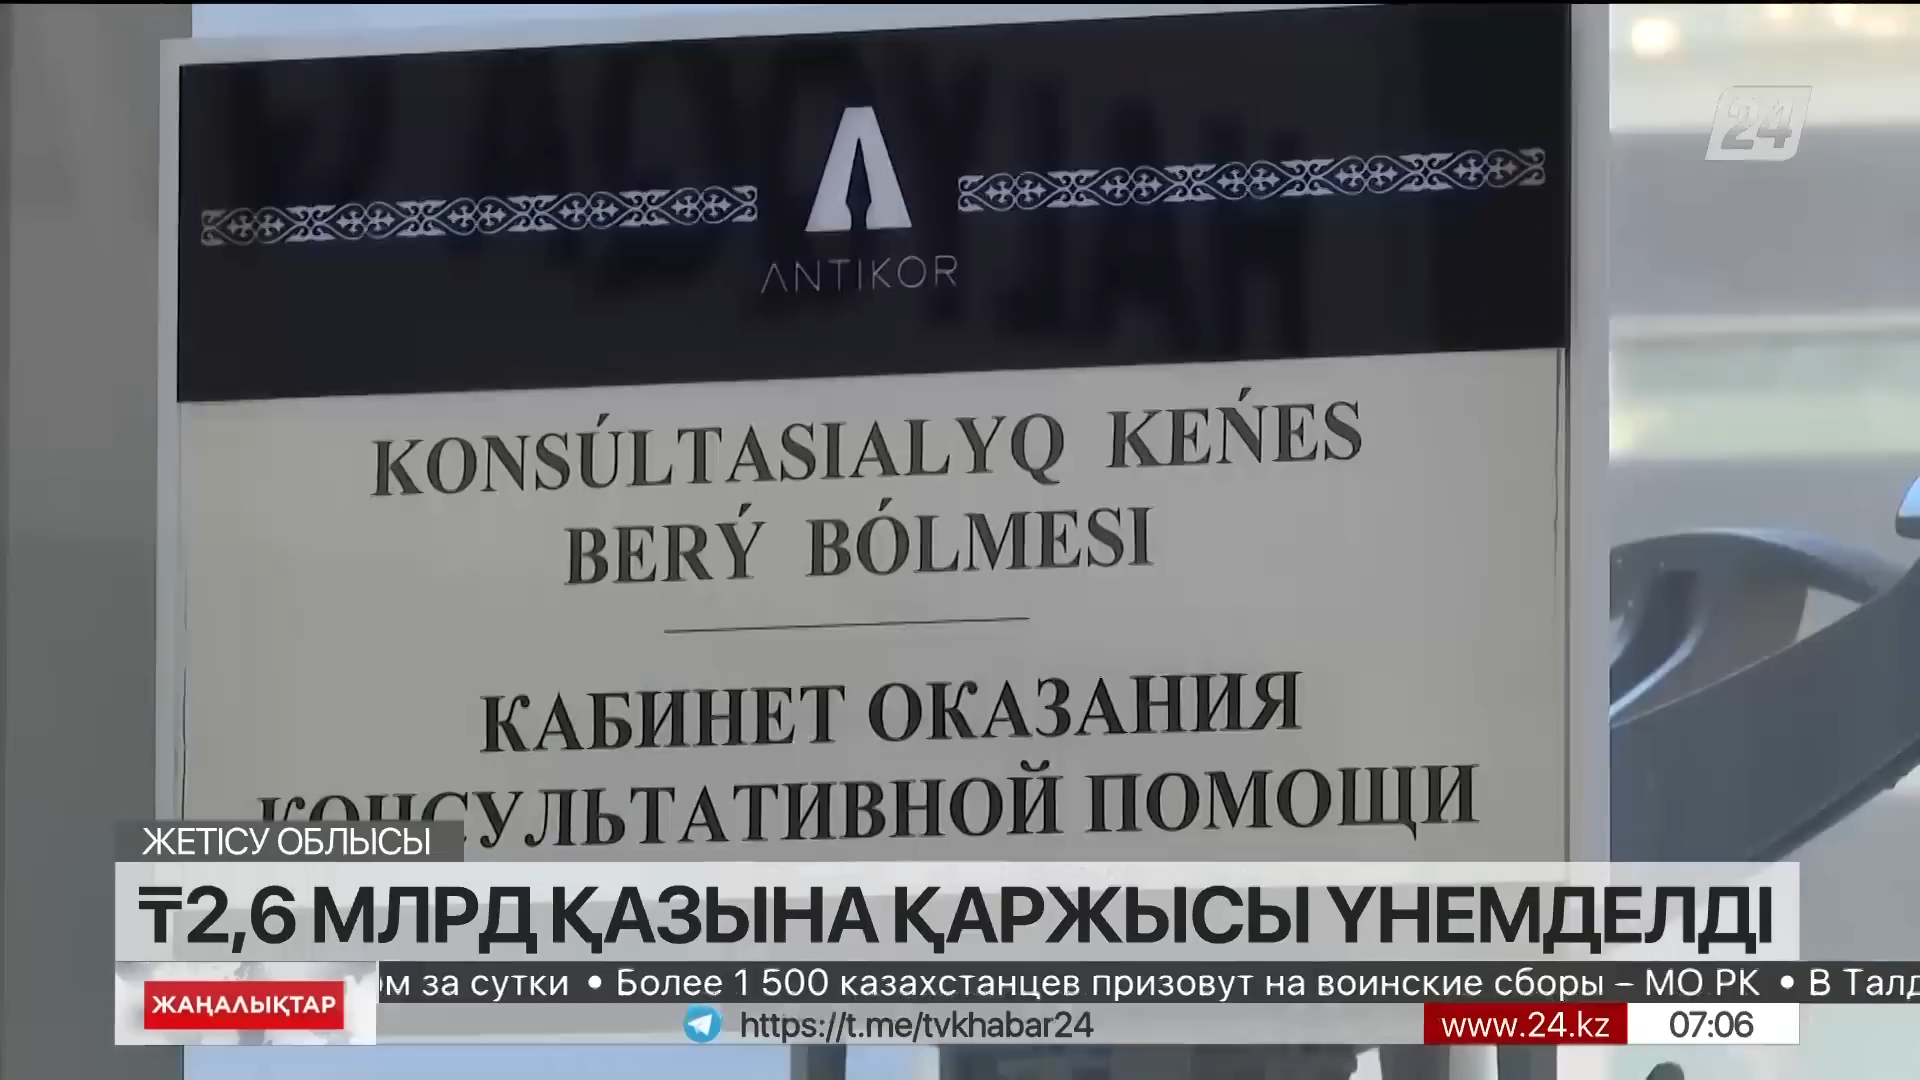 24
ANTIKOR
KONSÚLTASIALYQ KEŃES
BERÝ BÓLMESI
КАБИНЕТ ОКАЗАНИЯ
КОНСУЛЬТАТИВНОЙ ПОМОЩИ
ЖЕТІСУ ОБЛЫСЫ
₸2,6 МЛРД ҚАЗЫНА ҚАРЖЫСЫ ҮНЕМДЕЛДІ
ЖАҢАЛЫҚТАР
за сутки • Более 1 500 казахстанцев призовут на воинские сборы – МО РК • В
https://t.me/tvkhabar24
www.24.kz
07:06